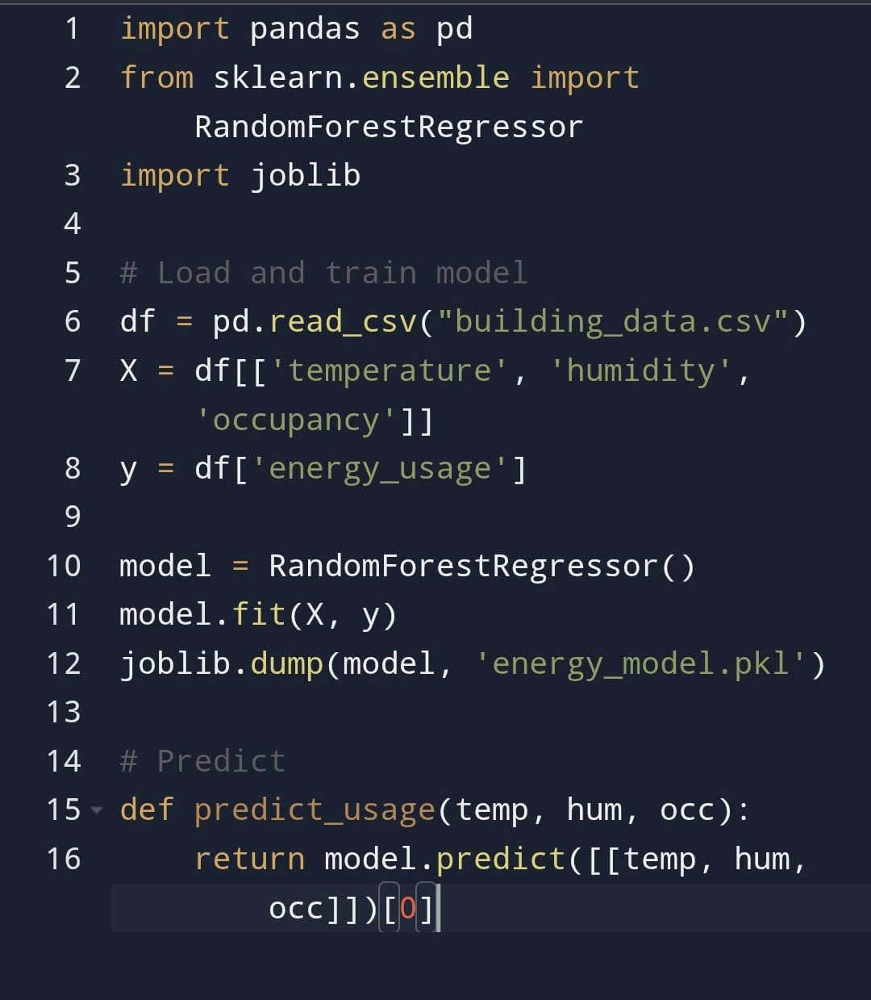 1 import pandas as pd
2 from sklearn.ensemble import
RandomForestRegressor
3 import joblib
4
5 # Load and train model
6 df = pd.read_csv("building_data.csv")
7 X = df[['temperature', 'humidity',
'occupancy']]
8 y = df['energy_usage']
9
10 model = RandomForestRegressor()
11 model.fit(X, y)
12 joblib.dump(model, 'energy_model.pkl')
13
14 # Predict
15 def predict_usage(temp, hum, occ):
16 return model.predict([[temp, hum,
occ]])[0]